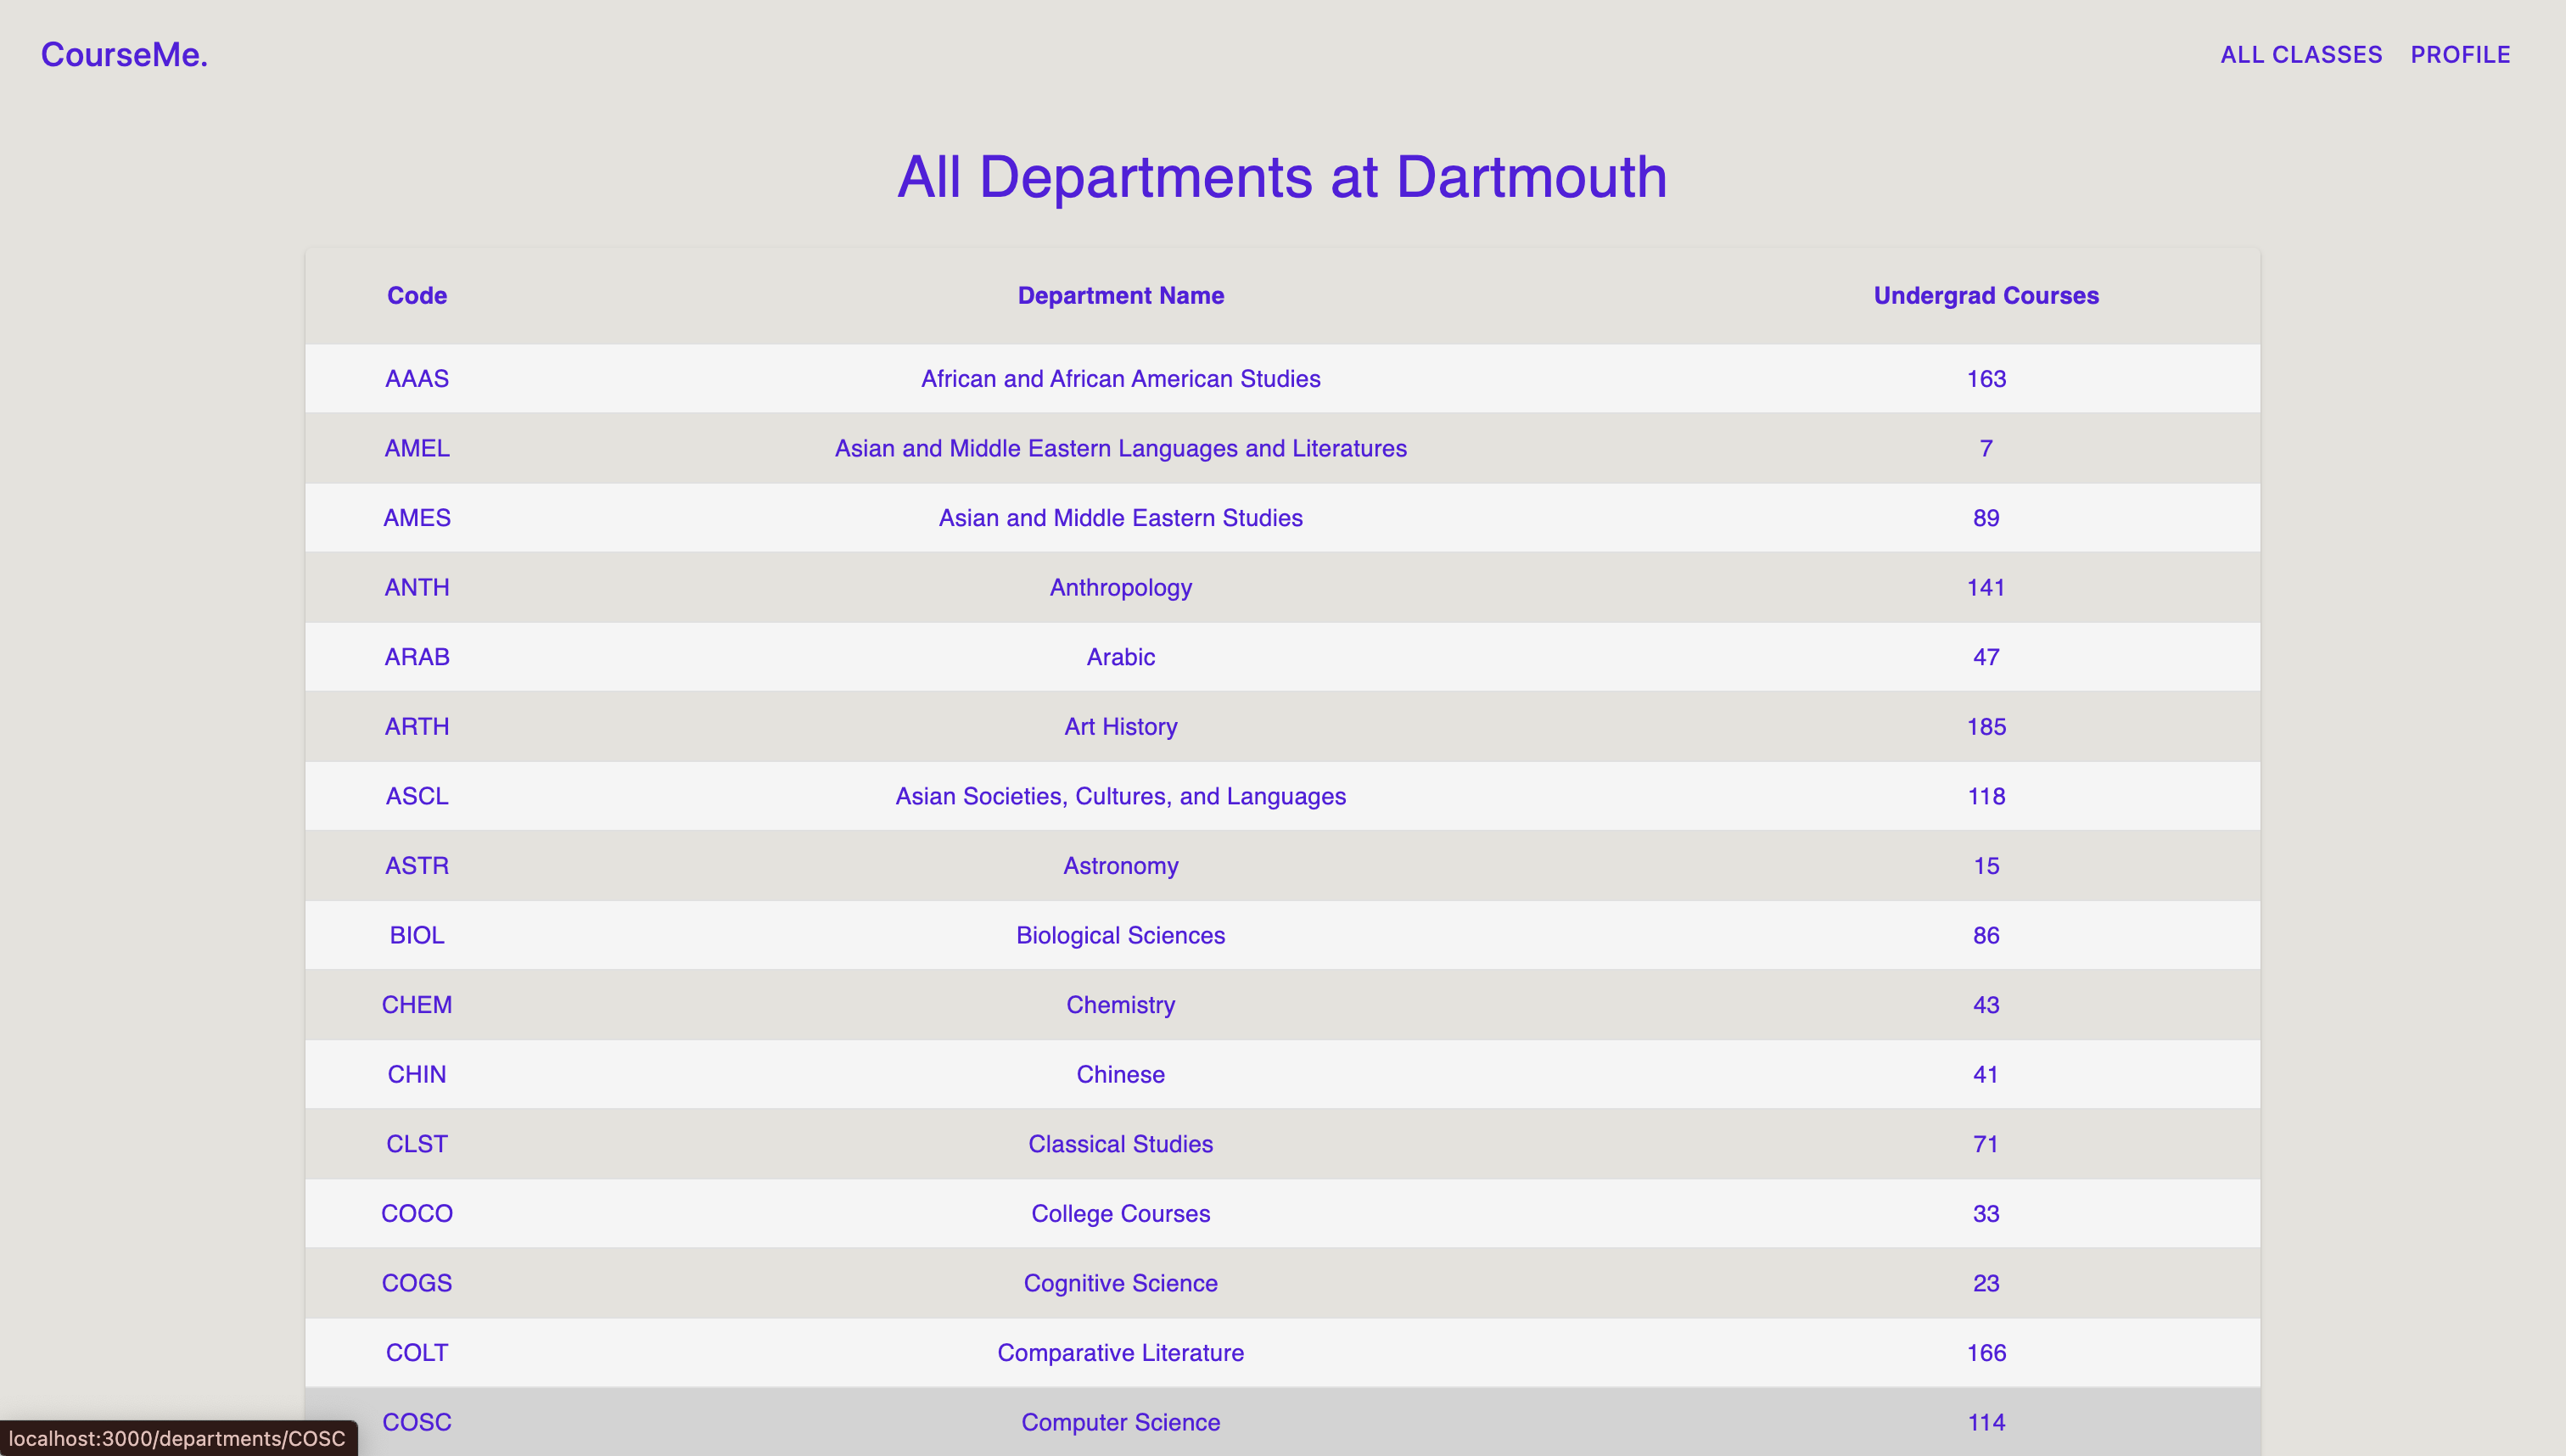 CourseMe.
ALL CLASSES PROFILE
All Departments at Dartmouth
Code Department Name Undergrad Courses
AAAS African and African American Studies 163
AMEL Asian and Middle Eastern Languages and Literatures 7
AMES Asian and Middle Eastern Studies 89
ANTH Anthropology 141
ARAB Arabic 47
ARTH Art History 185
ASCL Asian Societies, Cultures, and Languages 118
ASTR Astronomy 15
BIOL Biological Sciences 86
CHEM Chemistry 43
CHIN Chinese 41
CLST Classical Studies 71
COCO College Courses 33
COGS Cognitive Science 23
COLT Comparative Literature 166
COSC Computer Science 114
localhost:3000/departments/COSC